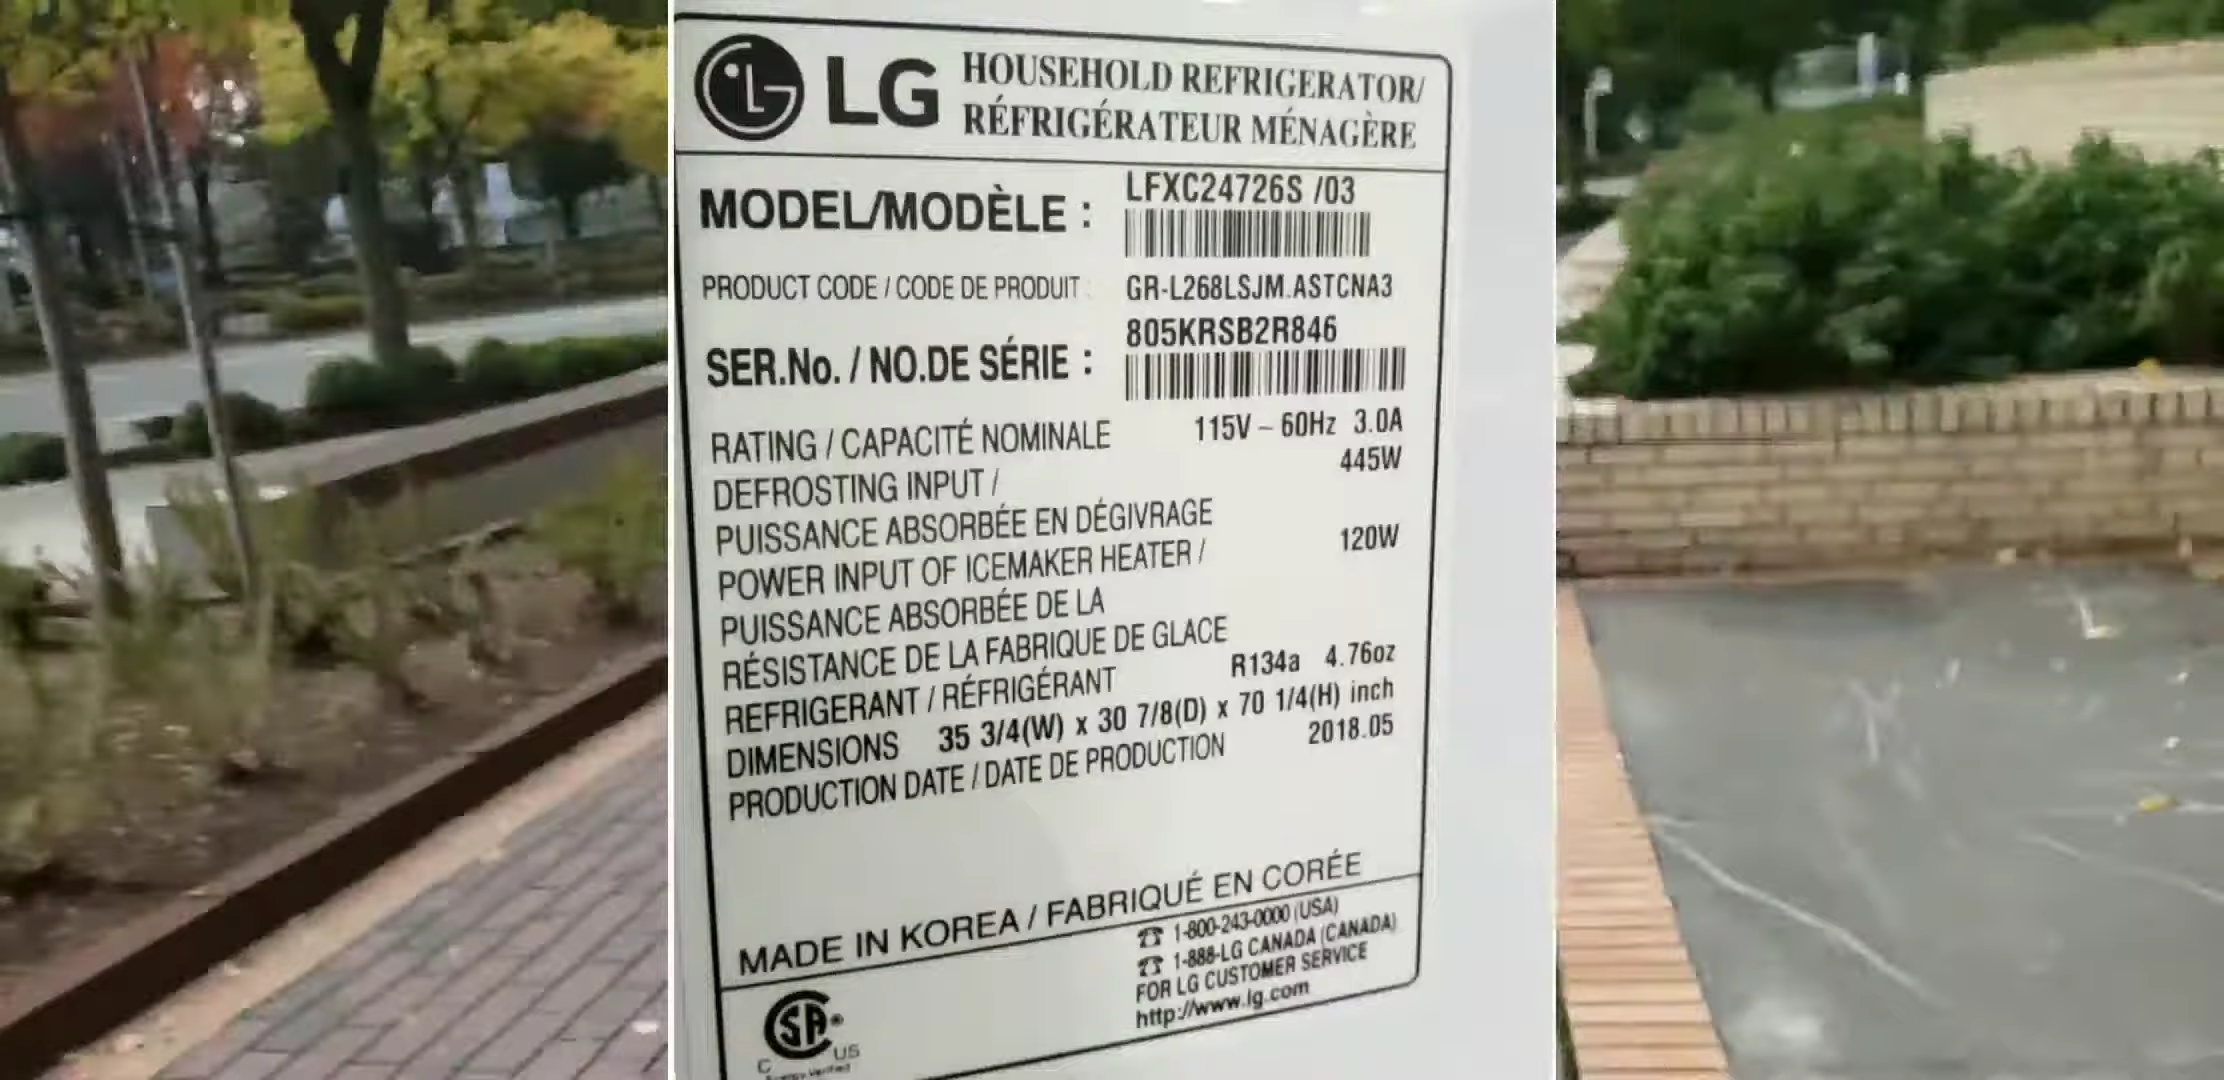 LG HOUSEHOLD REFRIGERATOR/
RÉFRIGÉRATEUR MÉNAGÈRE
MODEL/MODÈLE : LFXC24726S /03
PRODUCT CODE / CODE DE PRODUIT : GR-L268LSJM.ASTCNA3
SER.No. / NO.DE SÉRIE : 805KRSB2R846
RATING / CAPACITÉ NOMINALE 115V ~ 60Hz 3.0A
DEFROSTING INPUT / 445W
PUISSANCE ABSORBÉE EN DÉGIVRAGE
POWER INPUT OF ICEMAKER HEATER / 120W
PUISSANCE ABSORBÉE DE LA
RÉSISTANCE DE LA FABRIQUE DE GLACE
REFRIGERANT / RÉFRIGÉRANT R134a 4.76oz
DIMENSIONS 35 3/4(W) x 30 7/8(D) x 70 1/4(H) inch
PRODUCTION DATE / DATE DE PRODUCTION 2018.05
MADE IN KOREA / FABRIQUÉ EN CORÉE
1-800-243-0000 (USA)
1-888-LG CANADA (CANADA)
FOR LG CUSTOMER SERVICE
http://www.lg.com
SA®
C US
Energy Verified